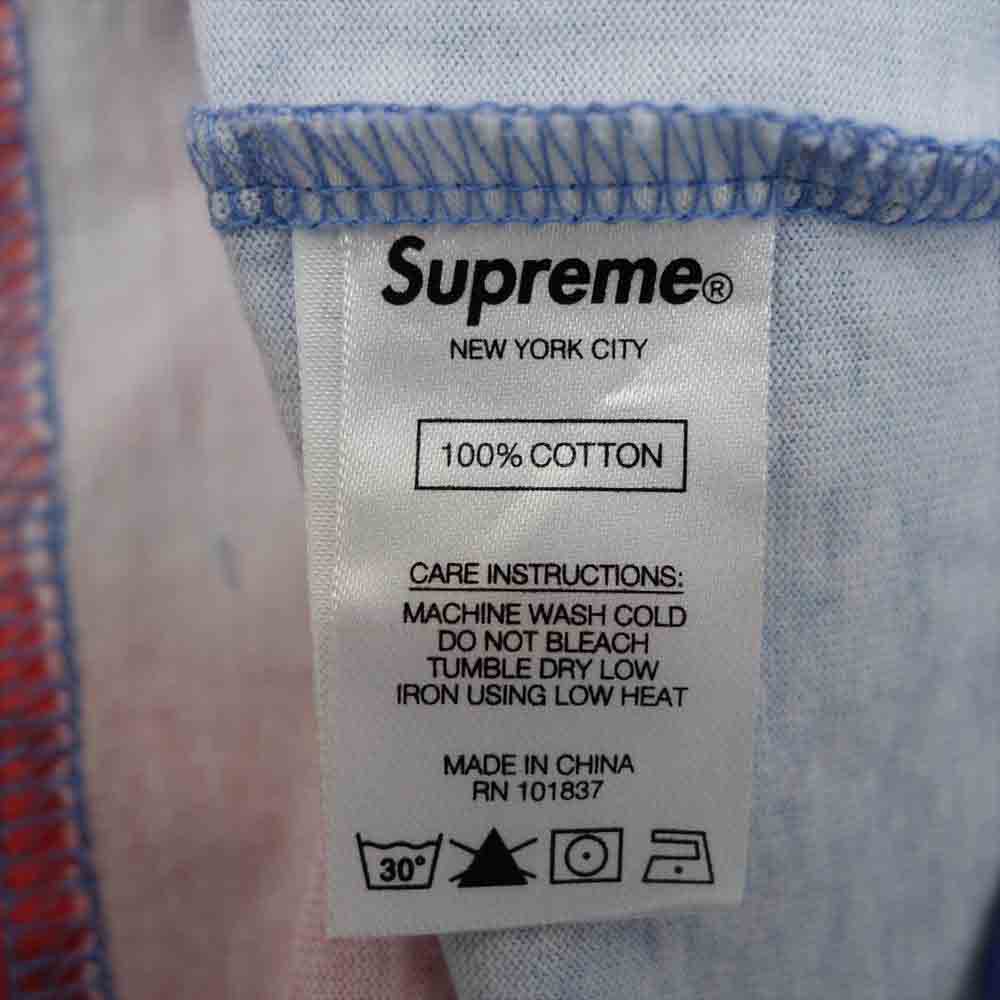 Supreme®
NEW YORK CITY
100% COTTON
CARE INSTRUCTIONS:
MACHINE WASH COLD
DO NOT BLEACH
TUMBLE DRY LOW
IRON USING LOW HEAT
MADE IN CHINA
RN 101837
30°